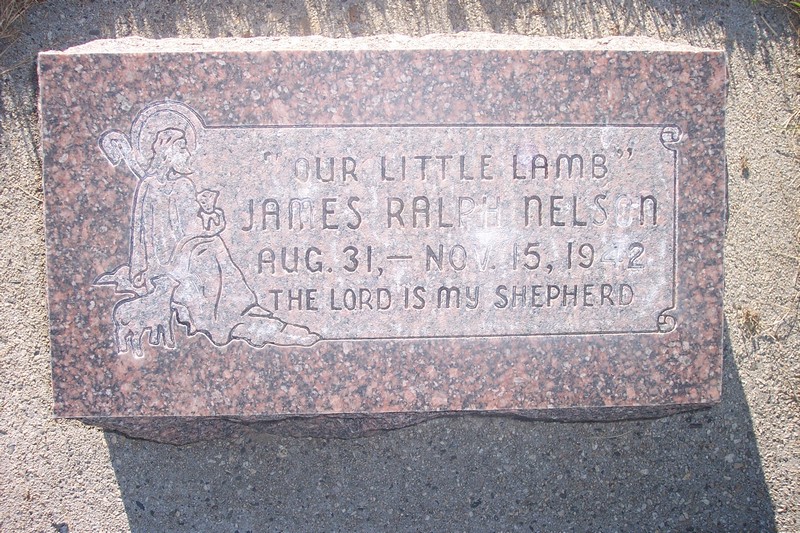 "OUR LITTLE LAMB"
JAMES RALPH NELSON
AUG. 31, — NOV. 15, 1942
THE LORD IS MY SHEPHERD